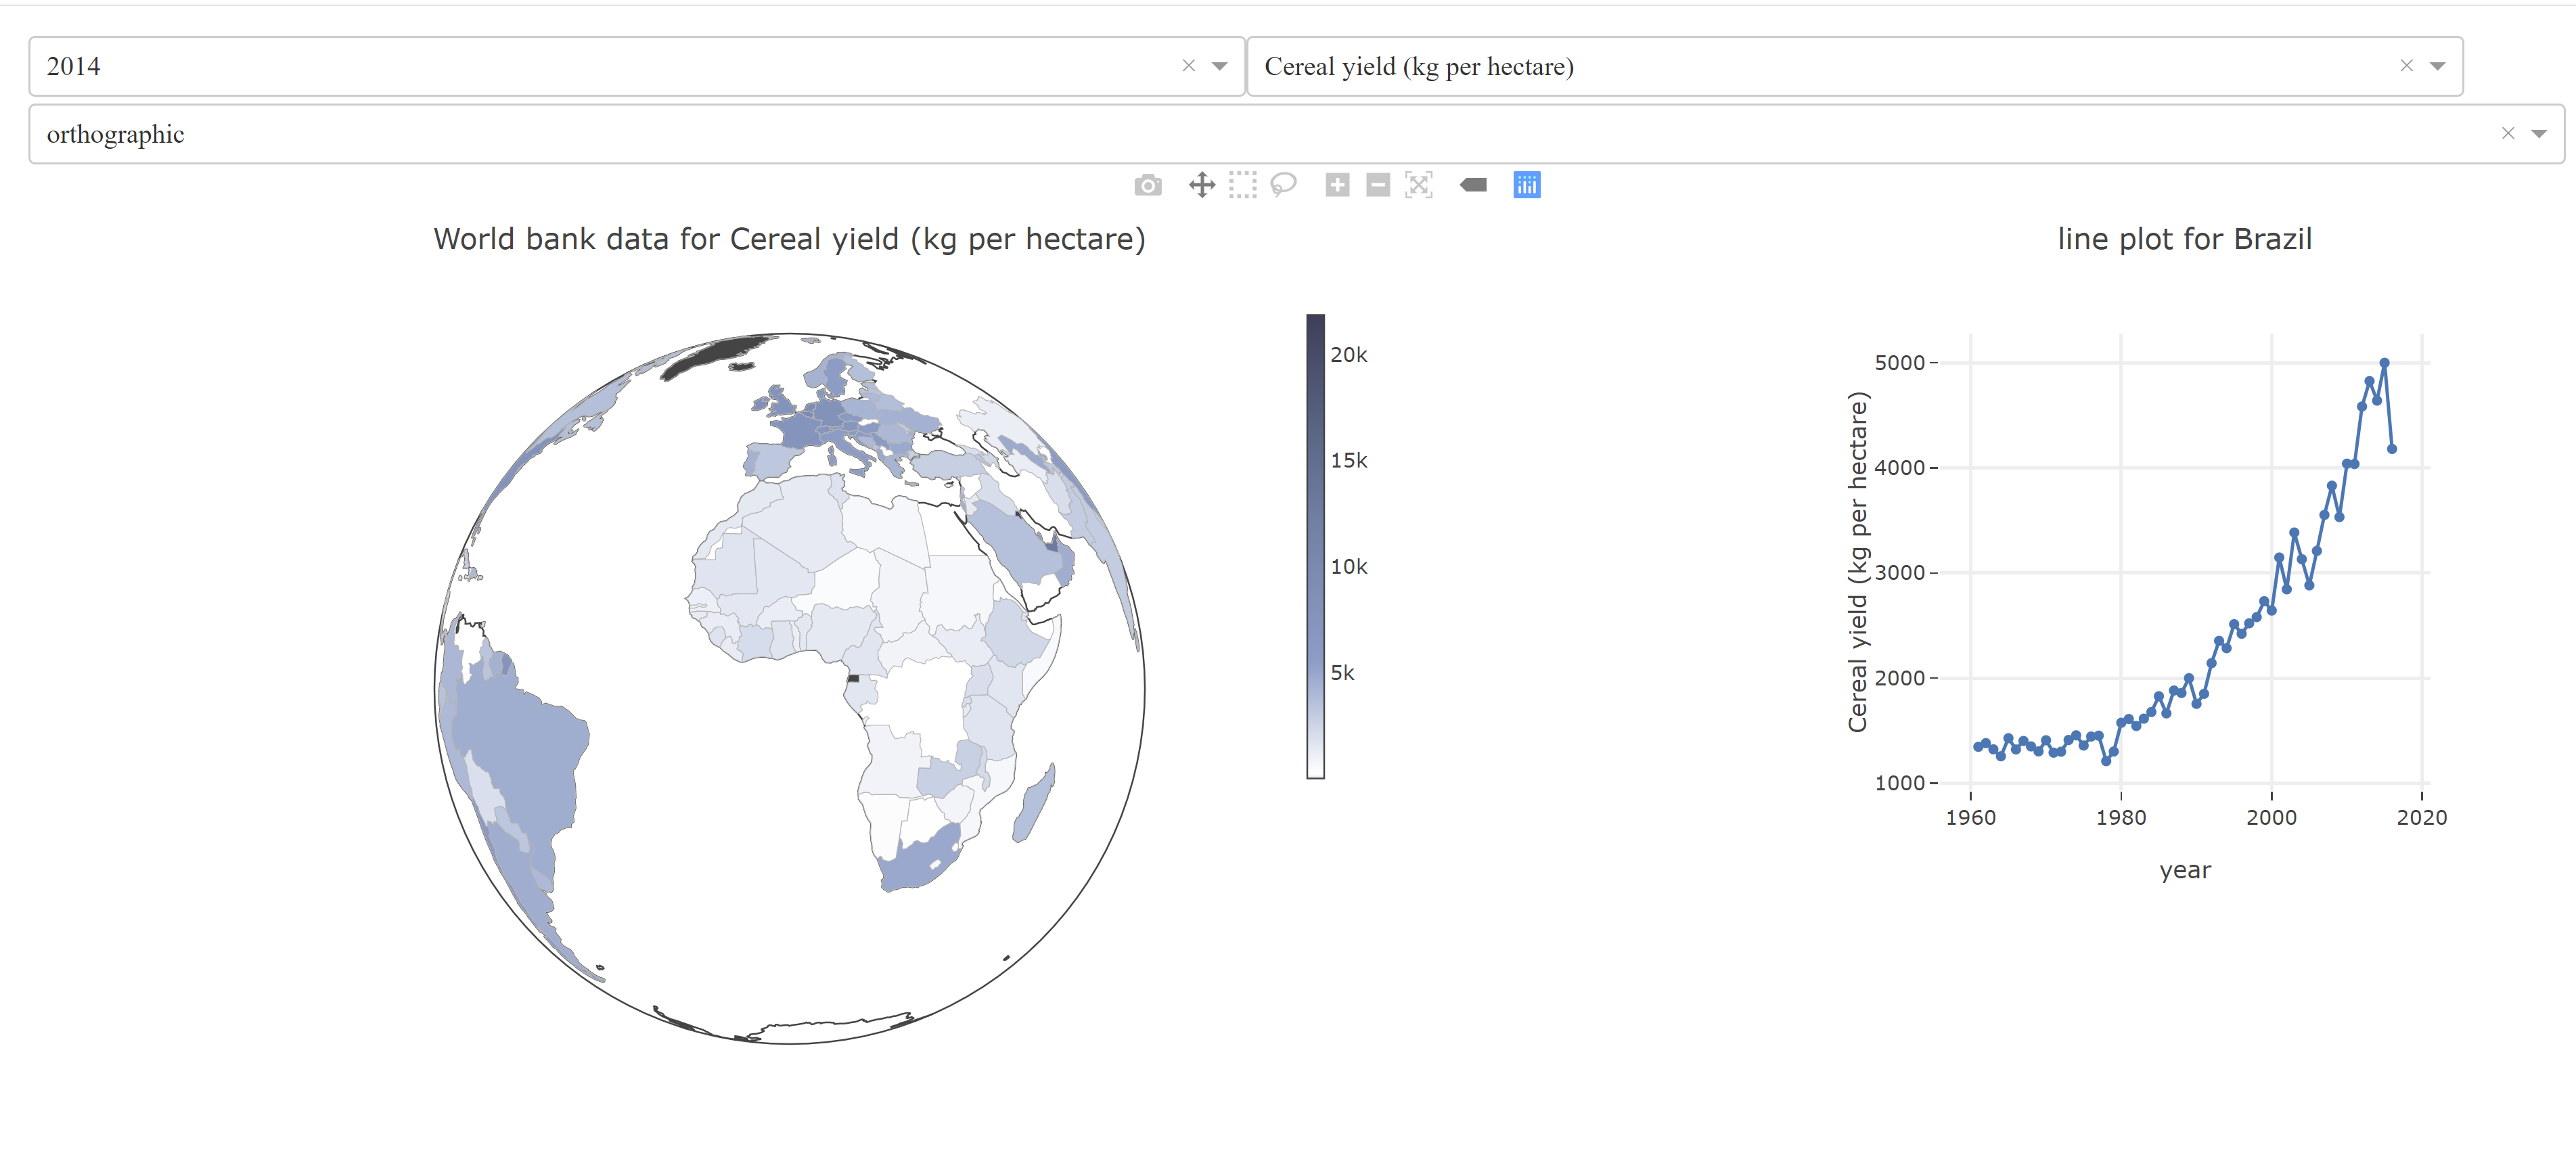 2014
Cereal yield (kg per hectare)
orthographic
World bank data for Cereal yield (kg per hectare)
20k
15k
10k
5k
line plot for Brazil
Cereal yield (kg per hectare)
5000
4000
3000
2000
1000
1960 1980 2000 2020
year